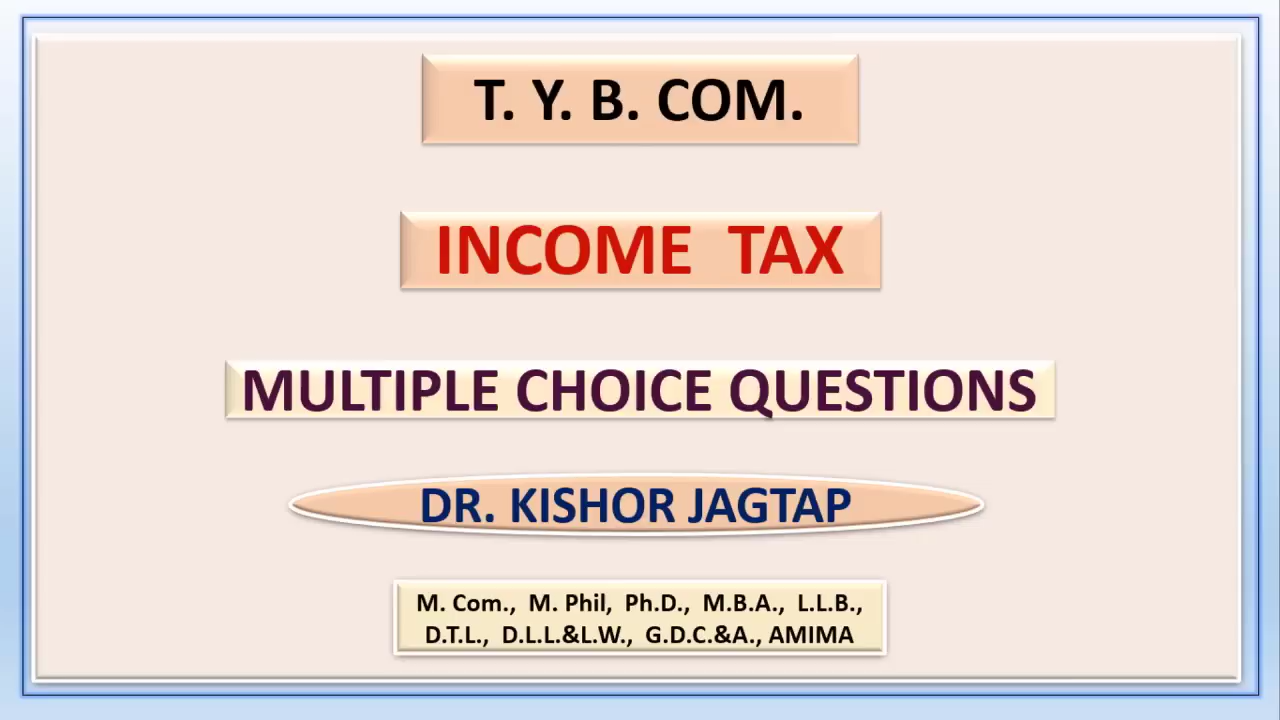 T. Y. B. COM.
INCOME TAX
MULTIPLE CHOICE QUESTIONS
DR. KISHOR JAGTAP
M. Com., M. Phil, Ph.D., M.B.A., L.L.B.,
D.T.L., D.L.L.&L.W., G.D.C.&A., AMIMA